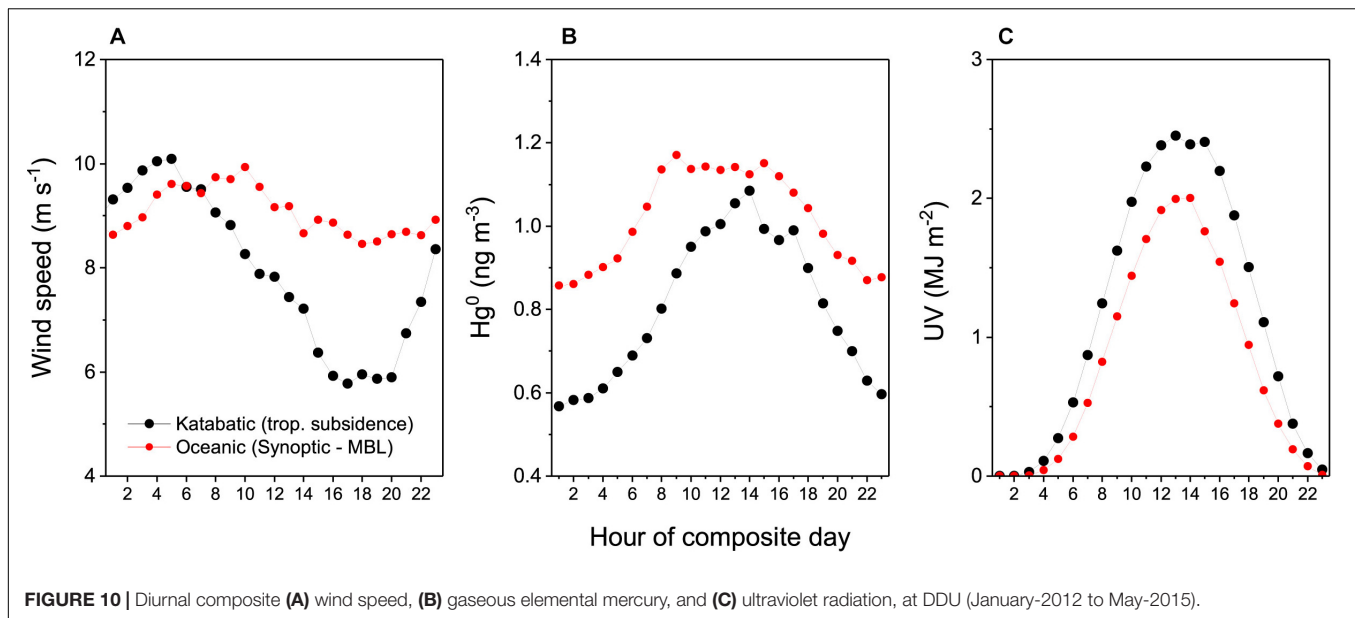 A
B
C
Wind speed (m s⁻¹)
12
10
8
6
4
Katabatic (trop. subsidence)
Oceanic (Synoptic - MBL)
2 4 6 8 10 12 14 16 18 20 22
Hg⁰ (ng m⁻³)
1.4
1.2
1.0
0.8
0.6
0.4
2 4 6 8 10 12 14 16 18 20 22
UV (MJ m⁻²)
3
2
1
0
2 4 6 8 10 12 14 16 18 20 22
Hour of composite day
FIGURE 10 | Diurnal composite (A) wind speed, (B) gaseous elemental mercury, and (C) ultraviolet radiation, at DDU (January-2012 to May-2015).